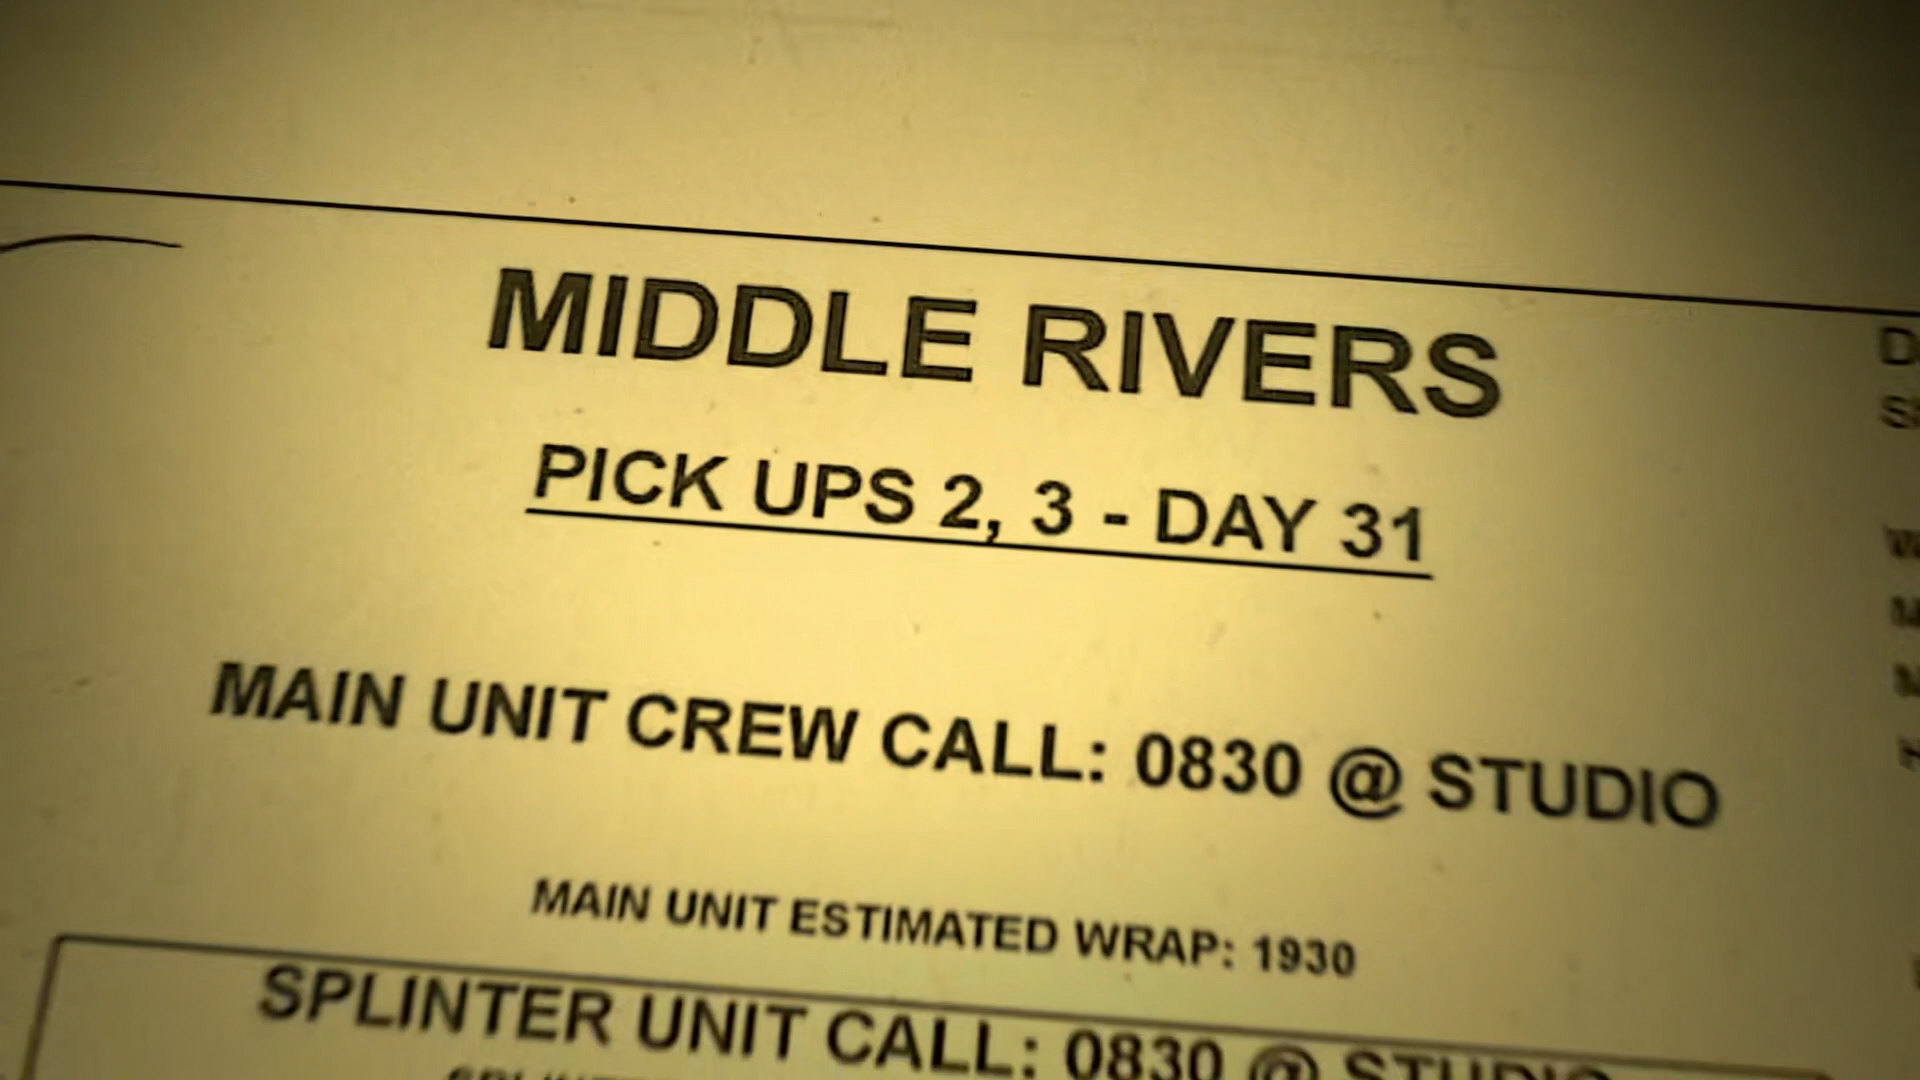 MIDDLE RIVERS
PICK UPS 2, 3 - DAY 31
MAIN UNIT CREW CALL: 0830 @ STUDIO
MAIN UNIT ESTIMATED WRAP: 1930
SPLINTER UNIT CALL: 0830 @ STUDIO